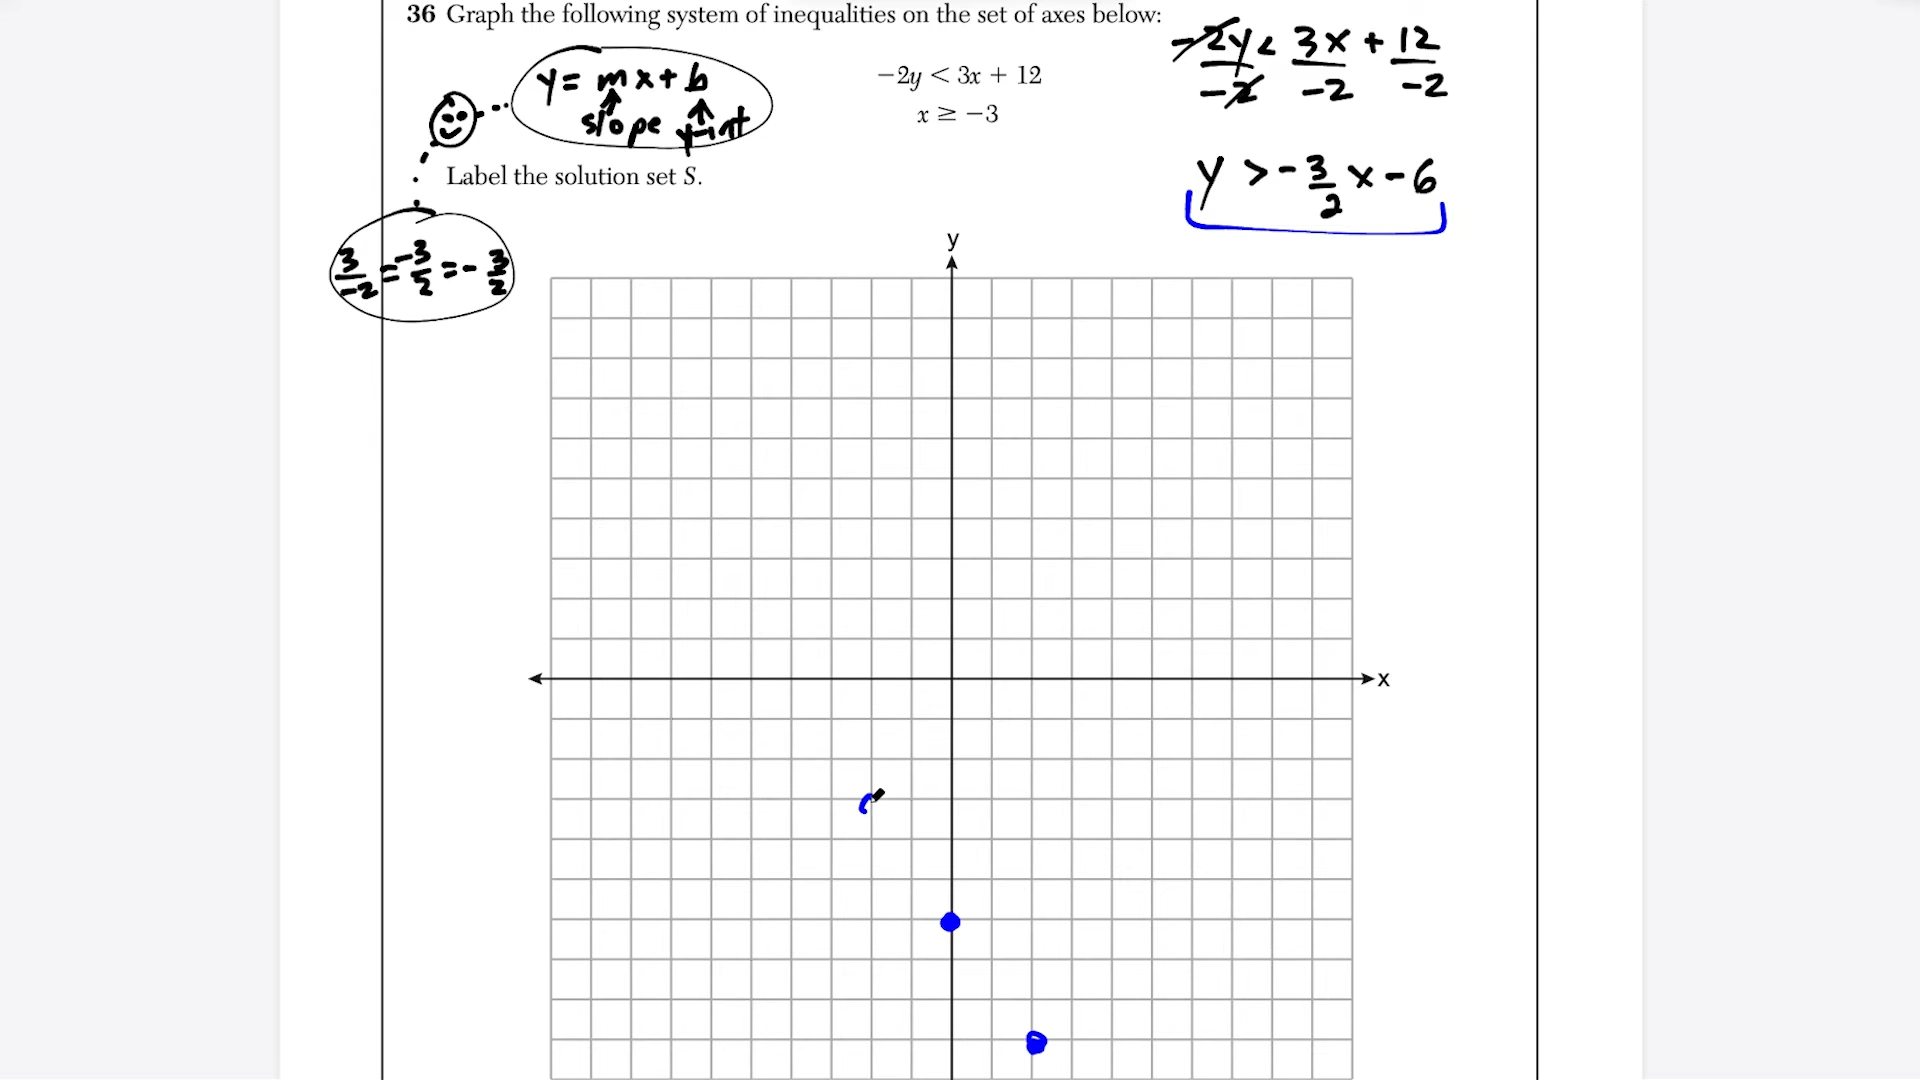 36 Graph the following system of inequalities on the set of axes below:
−2y < 3x + 12
x ≥ −3
Label the solution set S.
y = mx + b
slope y-int
3/-2 = -3/2 = - 3/2
-2y/-2 < 3x/-2 + 12/-2
y > -3/2 x - 6
y
x